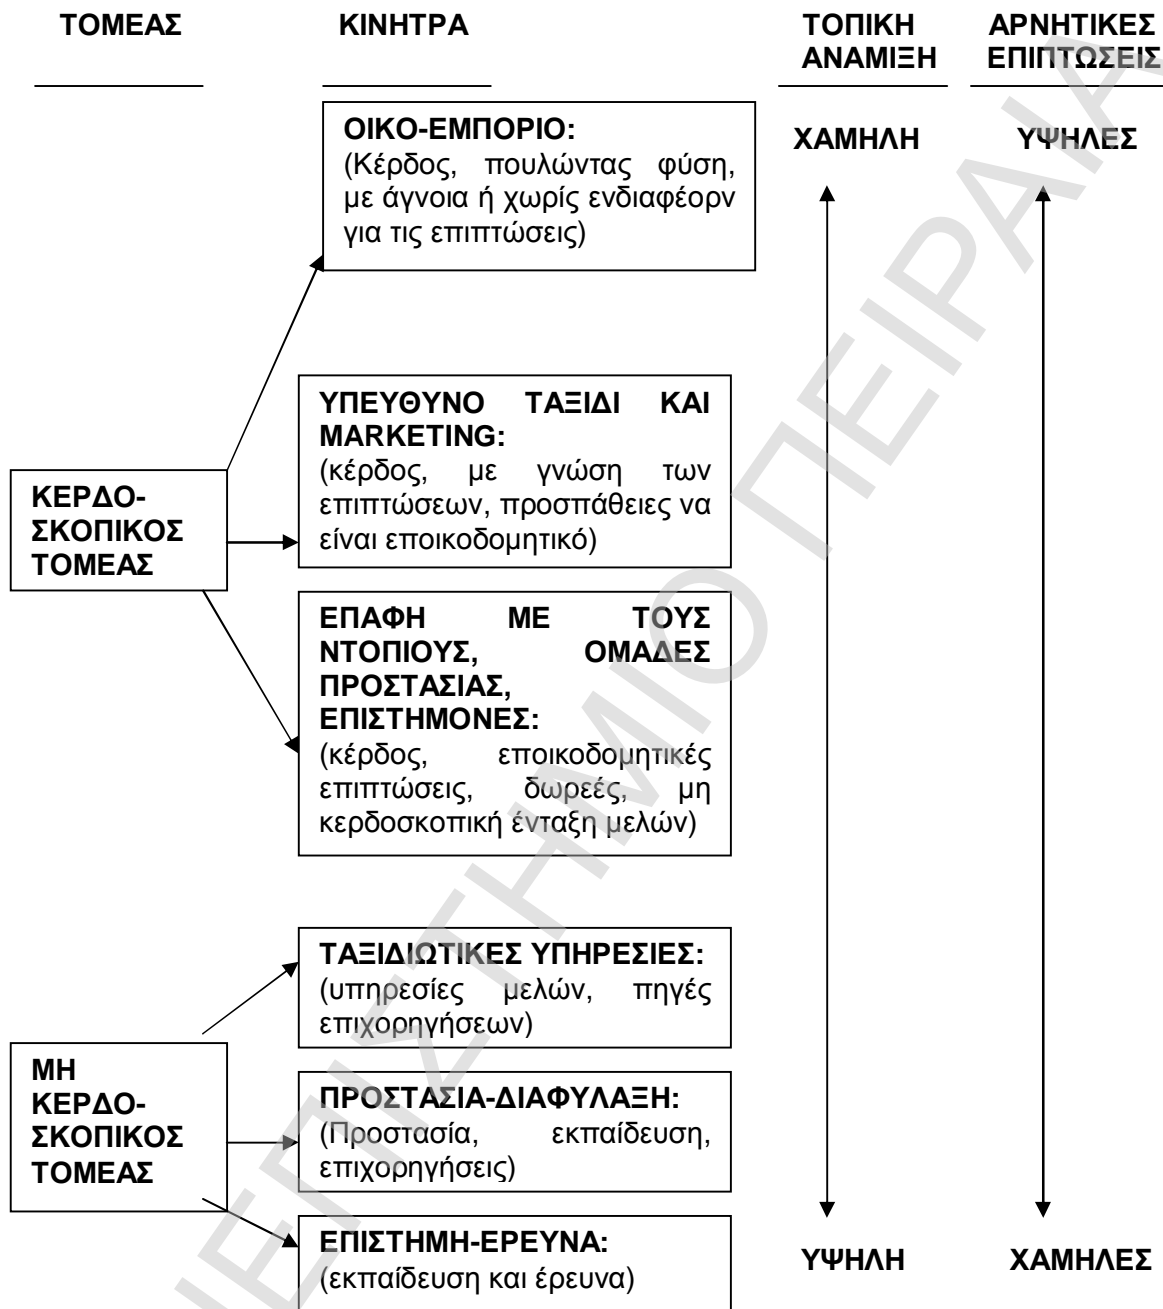 ΤΟΜΕΑΣ
ΚΙΝΗΤΡΑ
ΤΟΠΙΚΗ
ΑΝΑΜΙΞΗ
ΑΡΝΗΤΙΚΕΣ
ΕΠΙΠΤΩΣΕΙΣ
ΟΙΚΟ-ΕΜΠΟΡΙΟ:
(Κέρδος, πουλώντας φύση,
με άγνοια ή χωρίς ενδιαφέορν
για τις επιπτώσεις)
ΧΑΜΗΛΗ
ΥΨΗΛΕΣ
ΚΕΡΔΟ-
ΣΚΟΠΙΚΟΣ
ΤΟΜΕΑΣ
ΥΠΕΥΘΥΝΟ ΤΑΞΙΔΙ ΚΑΙ
MARKETING:
(κέρδος, με γνώση των
επιπτώσεων, προσπάθειες να
είναι εποικοδομητικό)
ΕΠΑΦΗ ΜΕ ΤΟΥΣ
ΝΤΟΠΙΟΥΣ, ΟΜΑΔΕΣ
ΠΡΟΣΤΑΣΙΑΣ,
ΕΠΙΣΤΗΜΟΝΕΣ:
(κέρδος, εποικοδομητικές
επιπτώσεις, δωρεές, μη
κερδοσκοπική ένταξη μελών)
ΜΗ
ΚΕΡΔΟ-
ΣΚΟΠΙΚΟΣ
ΤΟΜΕΑΣ
ΤΑΞΙΔΙΩΤΙΚΕΣ ΥΠΗΡΕΣΙΕΣ:
(υπηρεσίες μελών, πηγές
επιχορηγήσεων)
ΠΡΟΣΤΑΣΙΑ-ΔΙΑΦΥΛΑΞΗ:
(Προστασία, εκπαίδευση,
επιχορηγήσεις)
ΕΠΙΣΤΗΜΗ-ΕΡΕΥΝΑ:
(εκπαίδευση και έρευνα)
ΥΨΗΛΗ
ΧΑΜΗΛΕΣ
ΝΕΠΙΣΤΗΜΙΟ ΠΕΙΡΑΙΑ